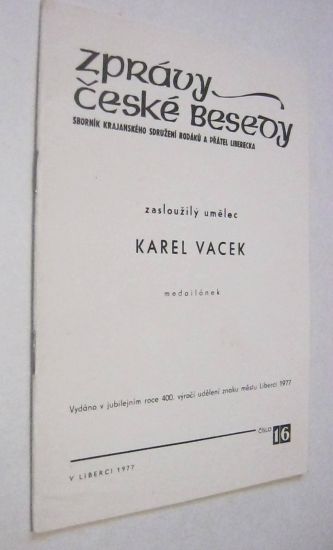 Zprávy
České Besedy
SBORNÍK KRAJANSKÉHO SDRUŽENÍ RODÁKŮ A PŘÁTEL LIBERECKA
zasloužilý umělec
KAREL VACEK
medailónek
Vydáno v jubilejním roce 400. výročí udělení znaku městu Liberci 1977
ČÍSLO 16
V LIBERCI 1977